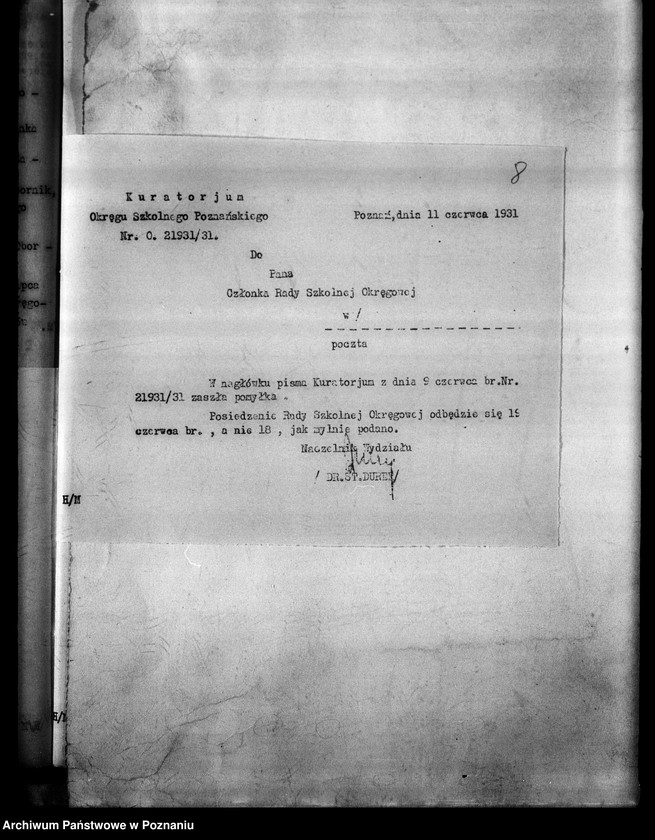 8
K u r a t o r j u m
Okręgu Szkolnego Poznańskiego
Poznań,dnia 11 czerwca 1931
Nr. O. 21931/31.
Do
Pana
Członka Rady Szkolnej Okręgowej
w /
poczta
W nagłówku pisma Kuratorjum z dnia 9 czerwca br.Nr.
21931/31 zaszła pomyłka .
Posiedzenie Rady Szkolnej Okręgowej odbędzie się 19
czerwca br. , a nie 18 , jak mylnie podano.
Naczelnik Wydziału
/ DR.ST.DUREK/
H/M
Archiwum Państwowe w Poznaniu